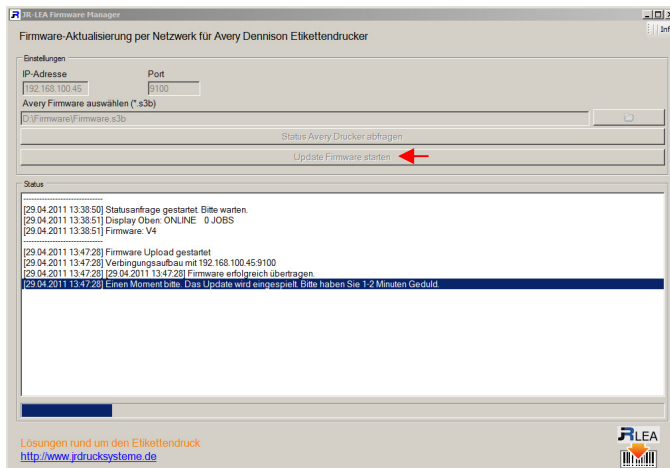 JR-LEA Firmware Manager
Info
Firmware-Aktualisierung per Netzwerk für Avery Dennison Etikettendrucker
Einstellungen
IP-Adresse Port
192.168.100.45 9100
Avery Firmware auswählen (*.s3b)
D:\Firmware\Firmware.s3b
Status Avery Drucker abfragen
Update Firmware starten
Status
------------------------------
[29.04.2011 13:38:50] Statusanfrage gestartet. Bitte warten.
[29.04.2011 13:38:51] Display Oben: ONLINE 0 JOBS
[29.04.2011 13:38:51] Firmware: V4
------------------------------
[29.04.2011 13:47:28] Firmware Upload gestartet
[29.04.2011 13:47:28] Verbingungsaufbau mit 192.168.100.45:9100
[29.04.2011 13:47:28] [29.04.2011 13:47:28] Firmware erfolgreich übertragen.
[29.04.2011 13:47:28] Einen Moment bitte. Das Update wird eingespielt. Bitte haben Sie 1-2 Minuten Geduld.
Lösungen rund um den Etikettendruck
http://www.jrdrucksysteme.de
JRLEA